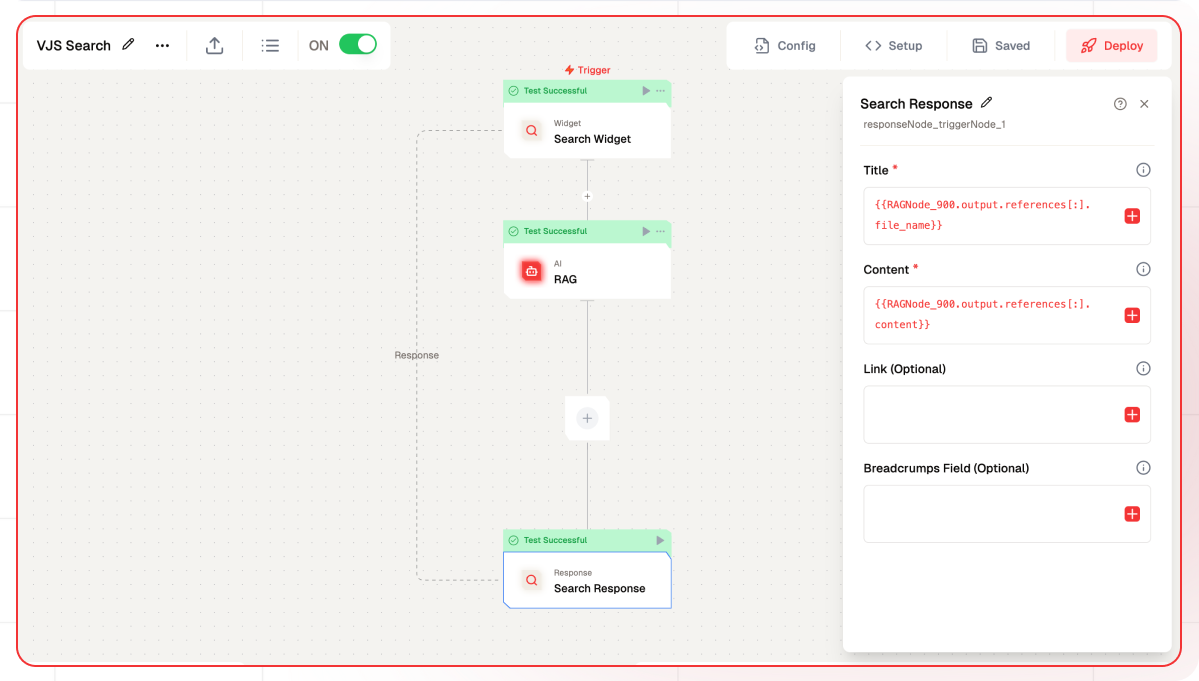 VJS Search
ON
Config
Setup
Saved
Deploy
Trigger
Test Successful
Widget
Search Widget
Test Successful
AI
RAG
Response
Test Successful
Response
Search Response
Search Response
responseNode_triggerNode_1
Title *
{{RAGNode_900.output.references[:].
file_name}}
Content *
{{RAGNode_900.output.references[:].
content}}
Link (Optional)
Breadcrumps Field (Optional)